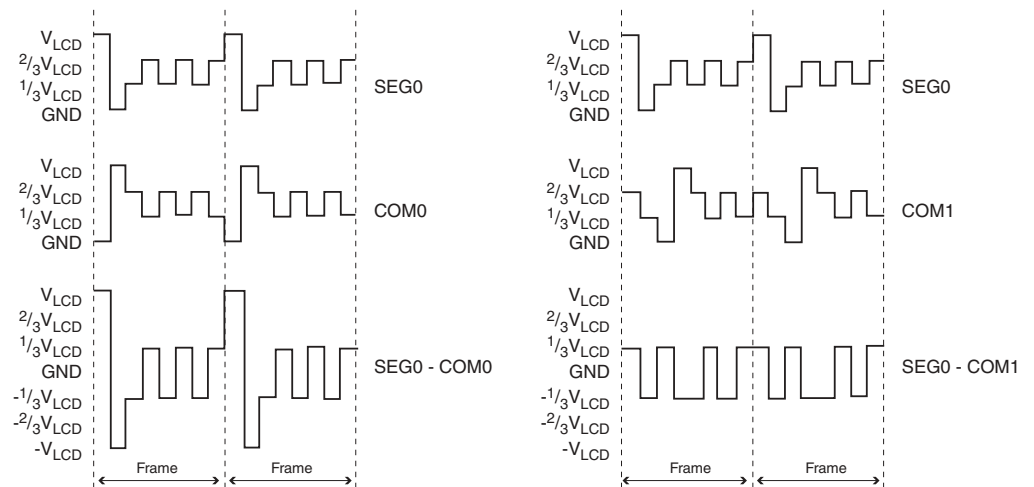 V_LCD
2/3V_LCD
1/3V_LCD
GND
SEG0
V_LCD
2/3V_LCD
1/3V_LCD
GND
COM0
V_LCD
2/3V_LCD
1/3V_LCD
GND
-1/3V_LCD
-2/3V_LCD
-V_LCD
SEG0 - COM0
Frame
Frame
V_LCD
2/3V_LCD
1/3V_LCD
GND
SEG0
V_LCD
2/3V_LCD
1/3V_LCD
GND
COM1
V_LCD
2/3V_LCD
1/3V_LCD
GND
-1/3V_LCD
-2/3V_LCD
-V_LCD
SEG0 - COM1
Frame
Frame